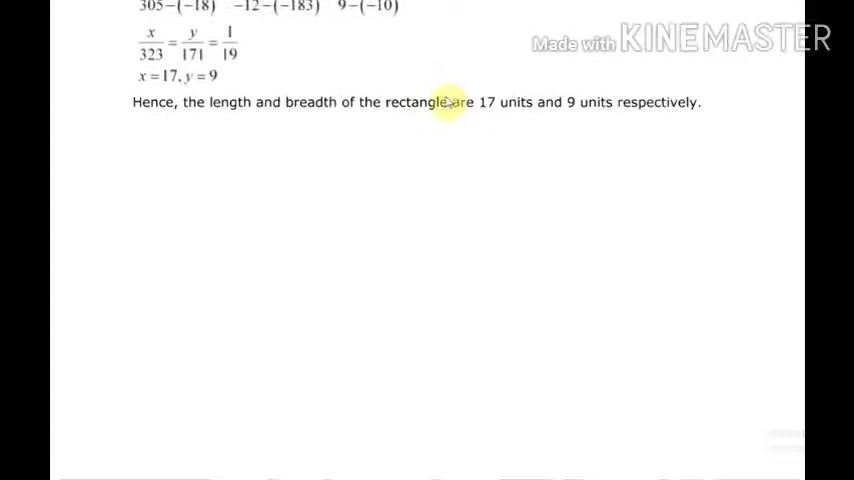 305−(−18) −12−(−183) 9−(−10)
x/323 = y/171 = 1/19
x = 17, y = 9
Hence, the length and breadth of the rectangle are 17 units and 9 units respectively.
Made with KINEMASTER